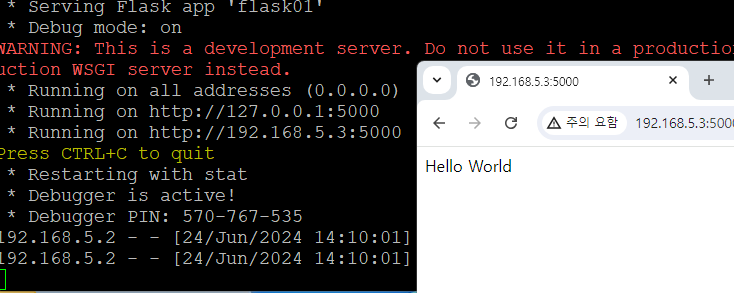 * Serving Flask app 'flask01'
* Debug mode: on
WARNING: This is a development server. Do not use it in a production
uction WSGI server instead.
* Running on all addresses (0.0.0.0)
* Running on http://127.0.0.1:5000
* Running on http://192.168.5.3:5000
Press CTRL+C to quit
* Restarting with stat
* Debugger is active!
* Debugger PIN: 570-767-535
192.168.5.2 - - [24/Jun/2024 14:10:01]
192.168.5.2 - - [24/Jun/2024 14:10:01]
192.168.5.3:5000
주의 요함
192.168.5.3:5000
Hello World